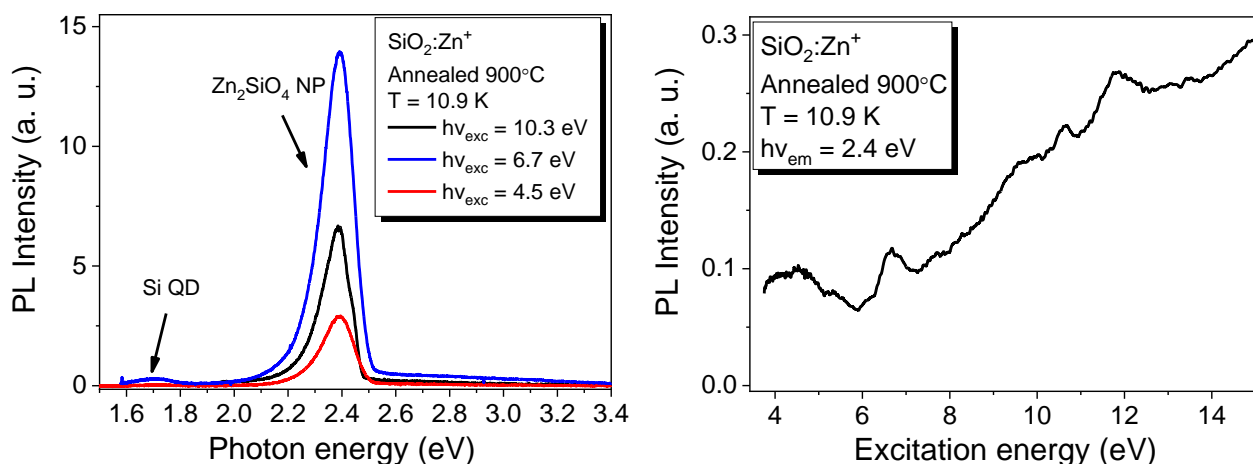 PL Intensity (a. u.)
15
10
5
0
1.6 1.8 2.0 2.2 2.4 2.6 2.8 3.0 3.2 3.4
Photon energy (eV)
Zn₂SiO₄ NP
Si QD
SiO₂:Zn⁺
Annealed 900°C
T = 10.9 K
hν_exc = 10.3 eV
hν_exc = 6.7 eV
hν_exc = 4.5 eV
PL Intensity (a. u.)
0.3
0.2
0.1
0.0
4 6 8 10 12 14
Excitation energy (eV)
SiO₂:Zn⁺
Annealed 900°C
T = 10.9 K
hν_em = 2.4 eV